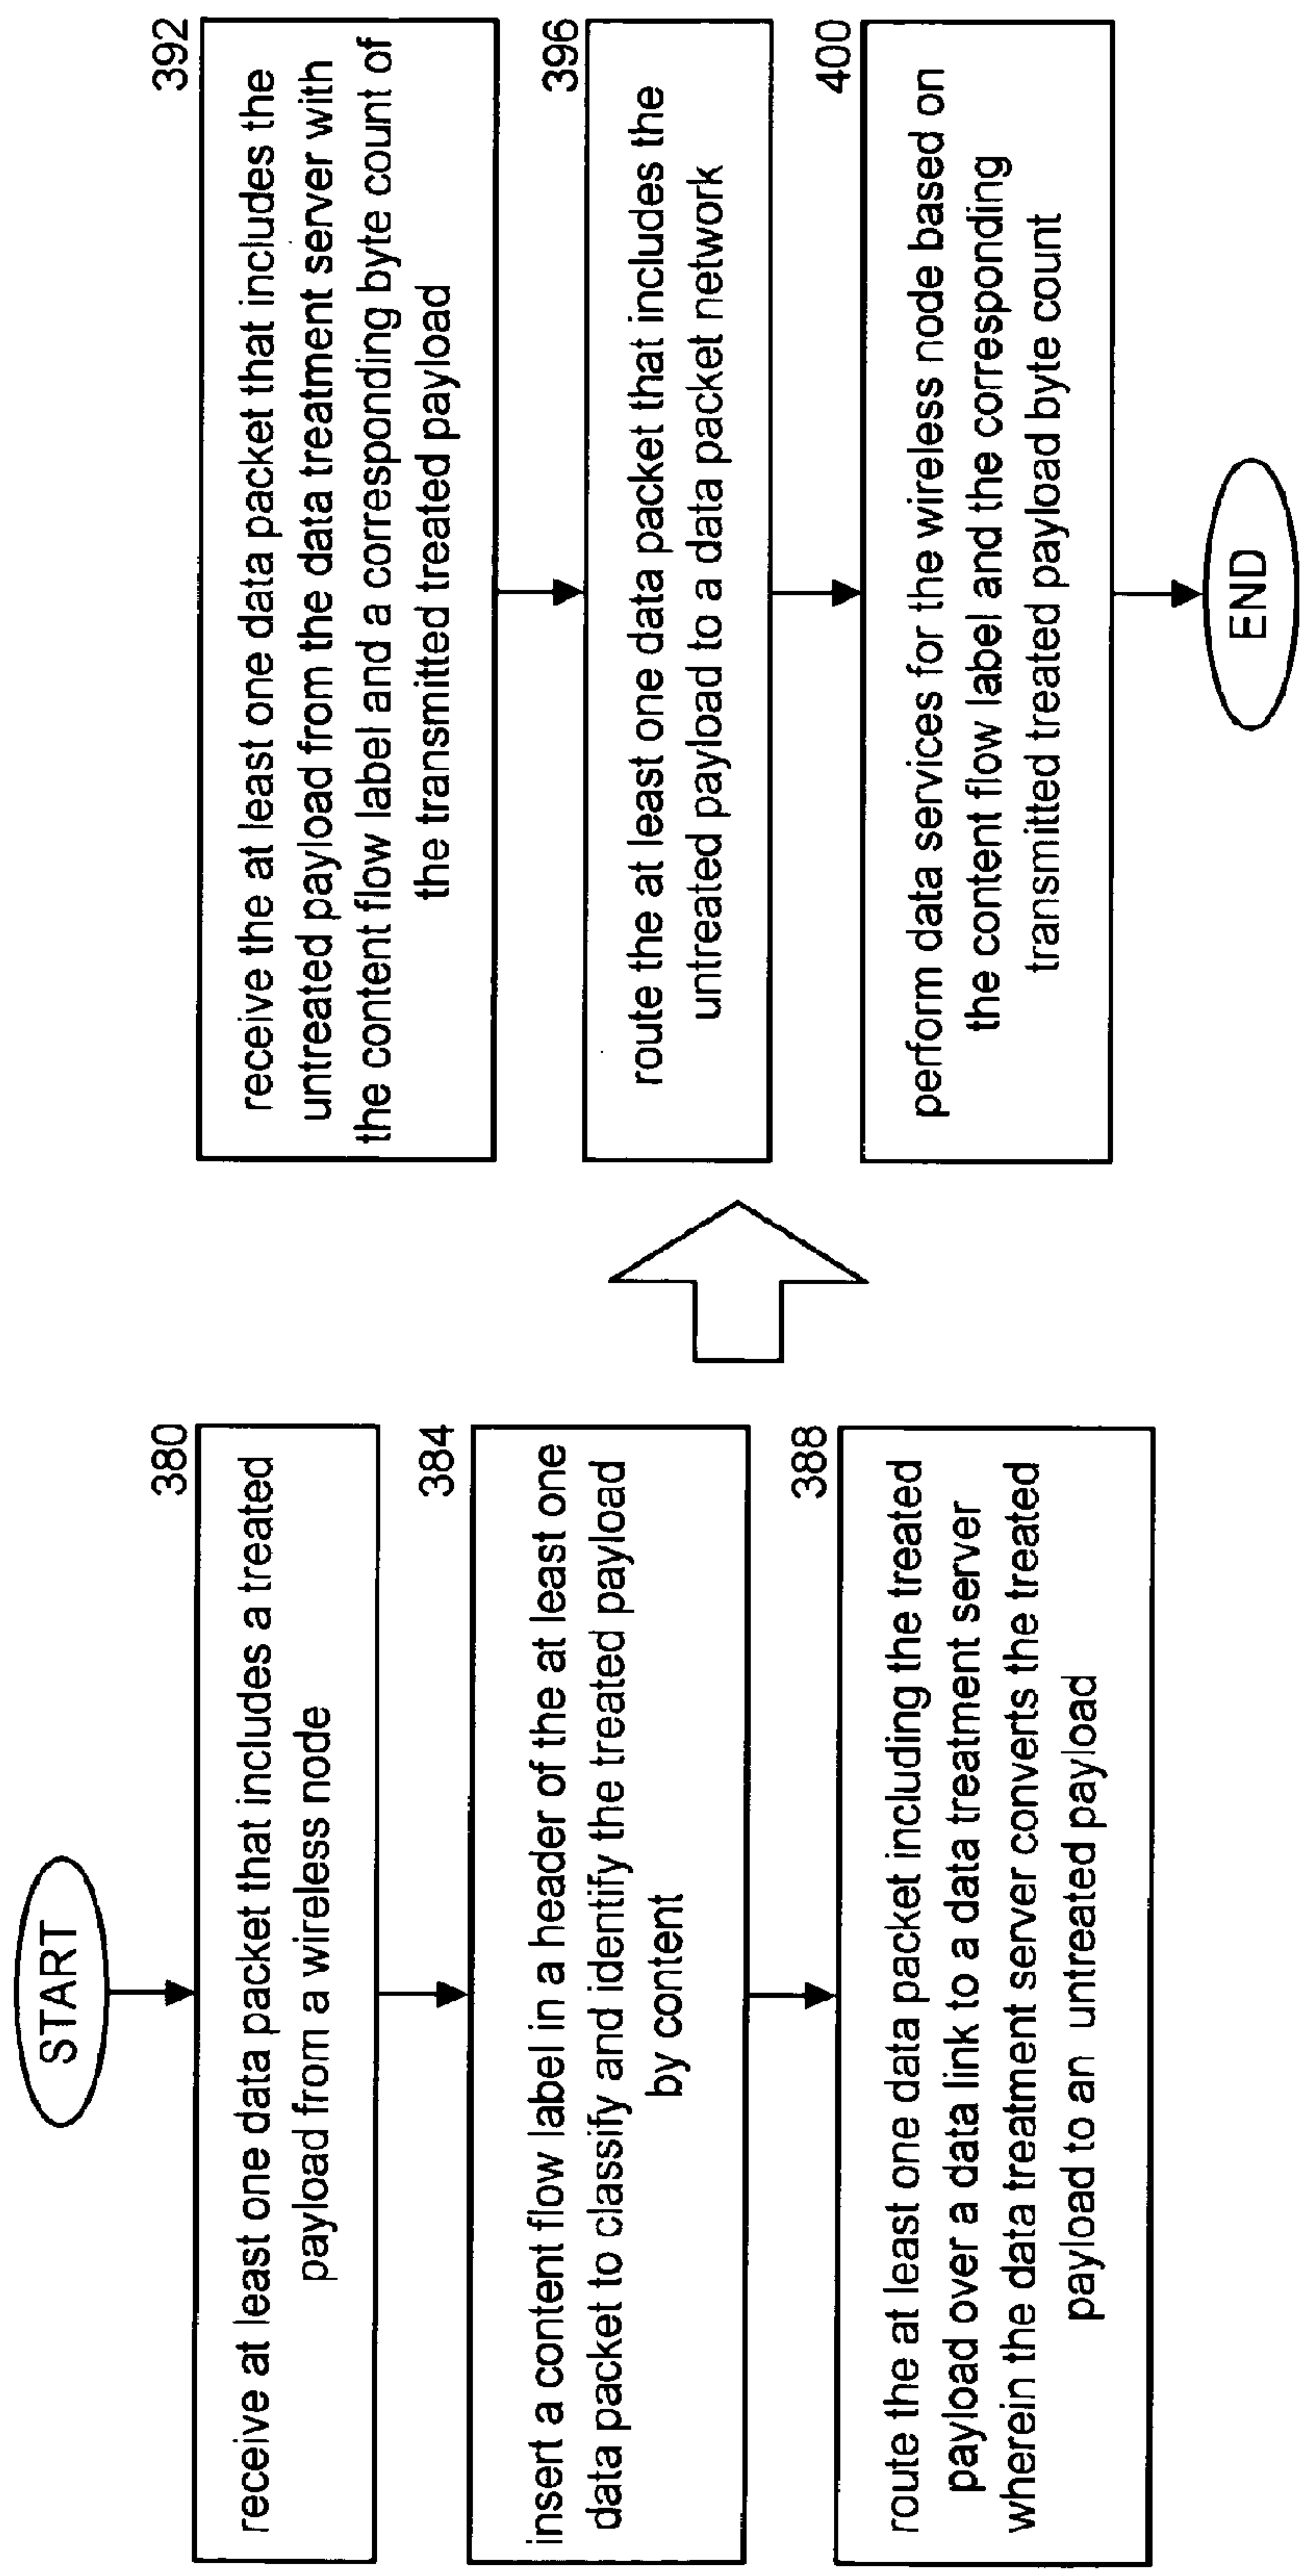 START
380
receive at least one data packet that includes a treated
payload from a wireless node
384
insert a content flow label in a header of the at least one
data packet to classify and identify the treated payload
by content
388
route the at least one data packet including the treated
payload over a data link to a data treatment server
wherein the data treatment server converts the treated
payload to an untreated payload
392
receive the at least one data packet that includes the
untreated payload from the data treatment server with
the content flow label and a corresponding byte count of
the transmitted treated payload
396
route the at least one data packet that includes the
untreated payload to a data packet network
400
perform data services for the wireless node based on
the content flow label and the corresponding
transmitted treated payload byte count
END